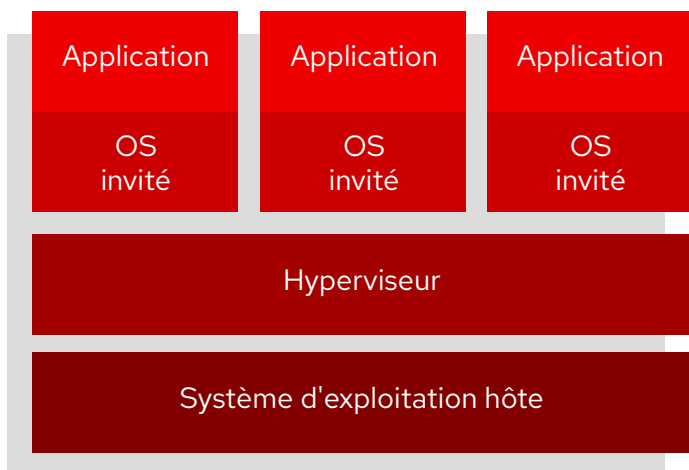 Application
Application
Application
OS
invité
OS
invité
OS
invité
Hyperviseur
Système d'exploitation hôte